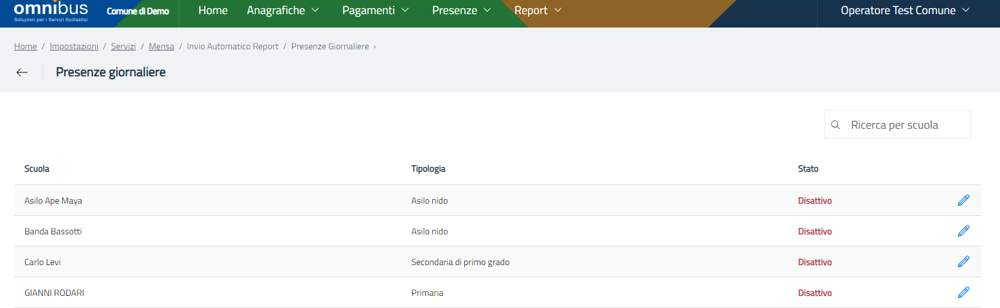 omnibus
Soluzioni per i Servizi Scolastici
Comune di Demo
Home
Anagrafiche
Pagamenti
Presenze
Report
Operatore Test Comune
Home / Impostazioni / Servizi / Mensa / Invio Automatico Report / Presenze Giornaliere ›
Presenze giornaliere
Ricerca per scuola
Scuola Tipologia Stato
Asilo Ape Maya Asilo nido Disattivo
Banda Bassotti Asilo nido Disattivo
Carlo Levi Secondaria di primo grado Disattivo
GIANNI RODARI Primaria Disattivo